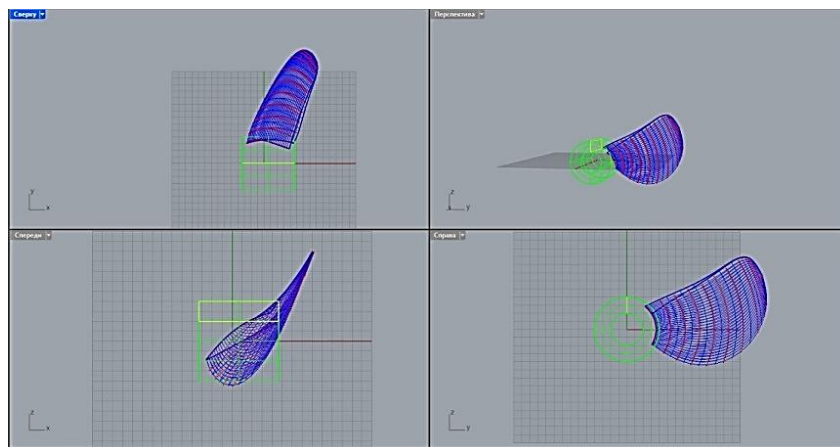 Сверху
Перспектива
y
x
z
x
y
Спереди
Справа
z
x
z
y